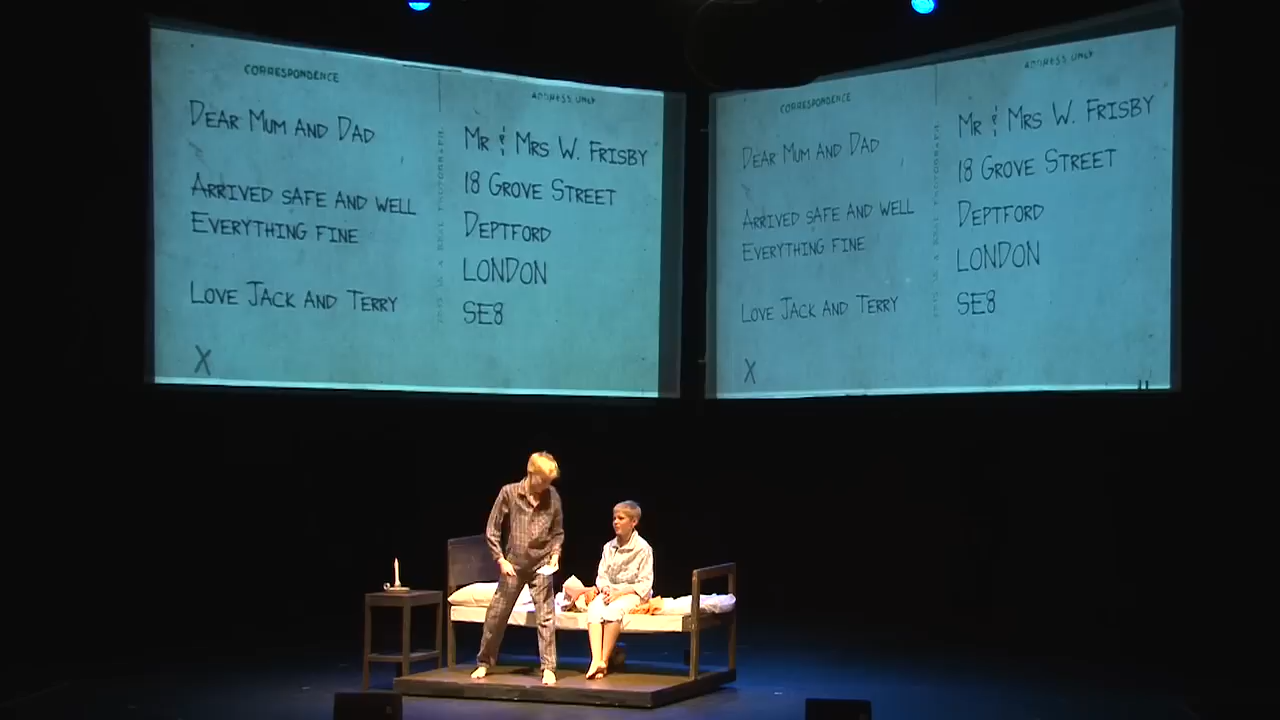 CORRESPONDENCE
DEAR MUM AND DAD
ARRIVED SAFE AND WELL
EVERYTHING FINE
LOVE JACK AND TERRY
X
ADDRESS ONLY
MR & MRS W. FRISBY
18 GROVE STREET
DEPTFORD
LONDON
SE8
CORRESPONDENCE
DEAR MUM AND DAD
ARRIVED SAFE AND WELL
EVERYTHING FINE
LOVE JACK AND TERRY
X
ADDRESS ONLY
MR & MRS W. FRISBY
18 GROVE STREET
DEPTFORD
LONDON
SE8